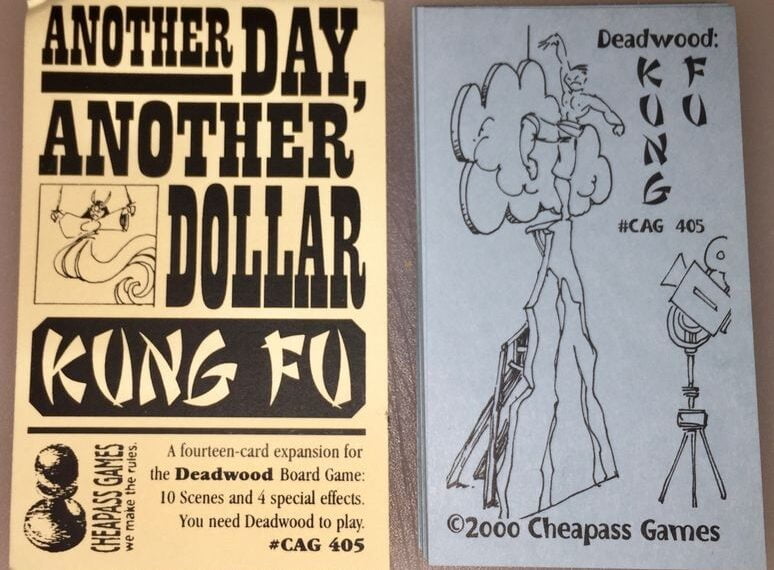 ANOTHER DAY,
ANOTHER
DOLLAR
KUNG FU
CHEAPASS GAMES
we make the rules.
A fourteen-card expansion for
the Deadwood Board Game:
10 Scenes and 4 special effects.
You need Deadwood to play.
#CAG 405
Deadwood:
KUNG
FU
#CAG 405
©2000 Cheapass Games